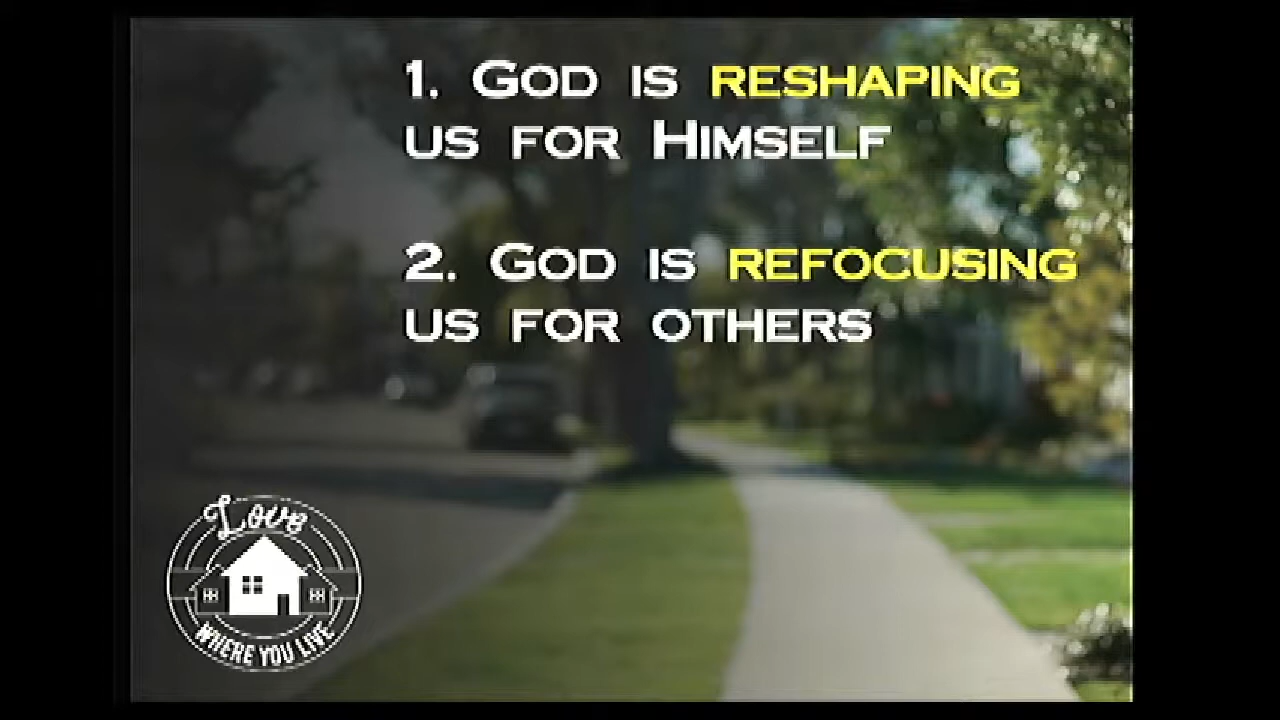 1. God is RESHAPING
us for Himself
2. God is REFOCUSING
us for others
Love
WHERE YOU LIVE